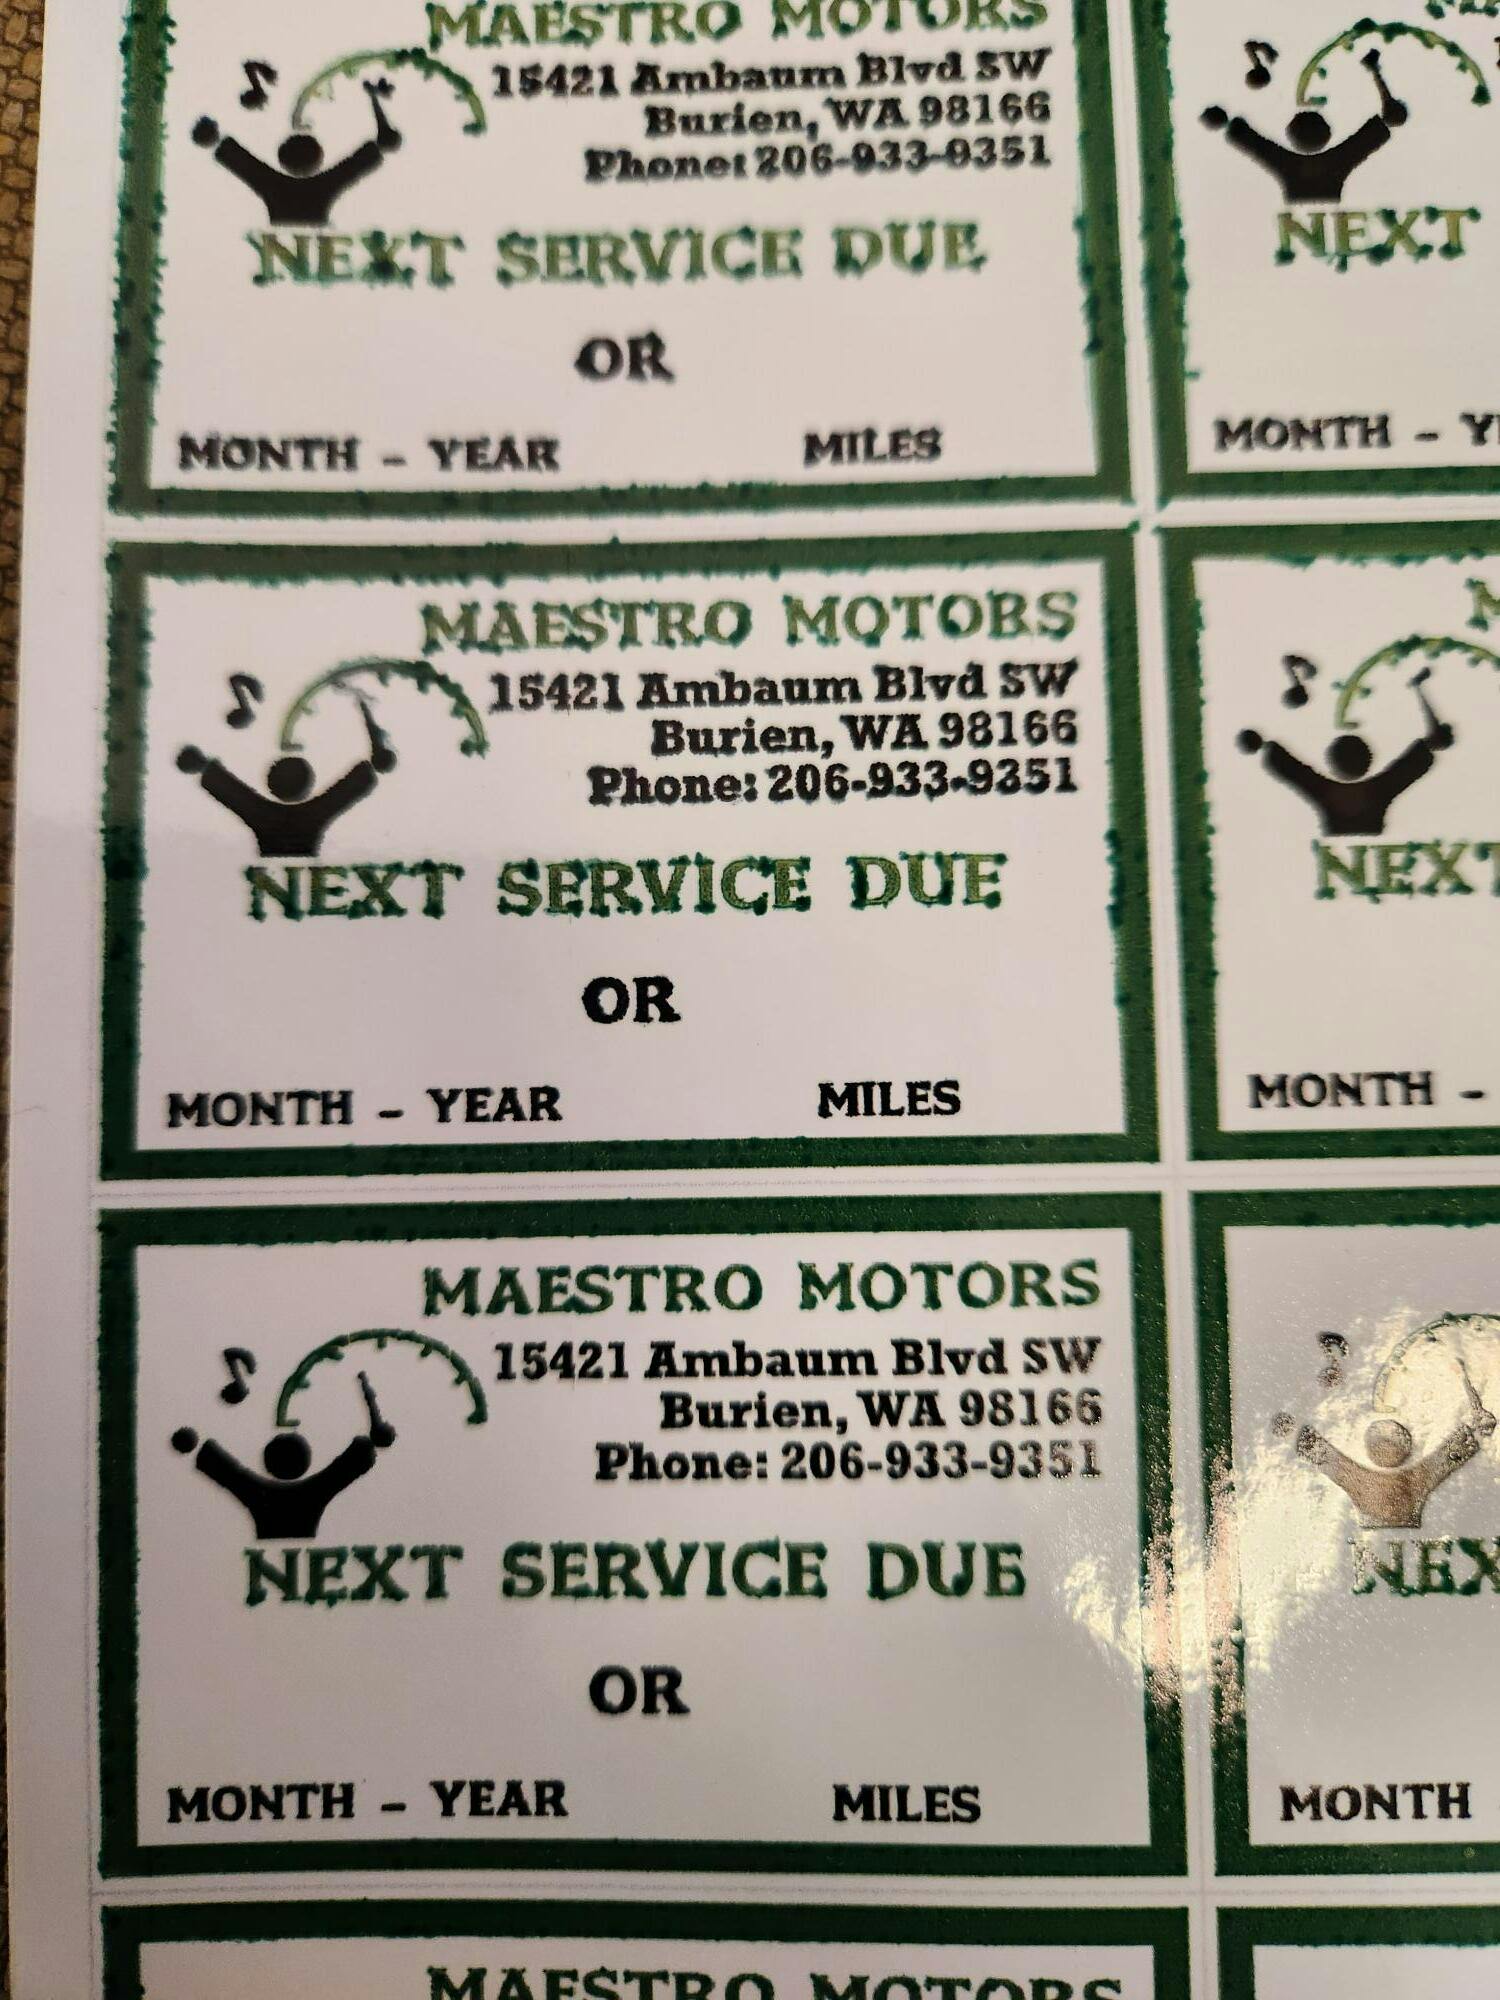 MAESTRO MOTORS
15421 Ambaum Blvd SW
Burien, WA 98166
Phone: 206-933-9351
NEXT SERVICE DUE
OR
MONTH - YEAR MILES
NEXT
MONTH -
MAESTRO MOTORS
15421 Ambaum Blvd SW
Burien, WA 98166
Phone: 206-933-9351
NEXT SERVICE DUE
OR
MONTH - YEAR MILES
NEXT
MONTH -
MAESTRO MOTORS
15421 Ambaum Blvd SW
Burien, WA 98166
Phone: 206-933-9351
NEXT SERVICE DUE
OR
MONTH - YEAR MILES
NEX
MONTH
MAESTRO MOTORS